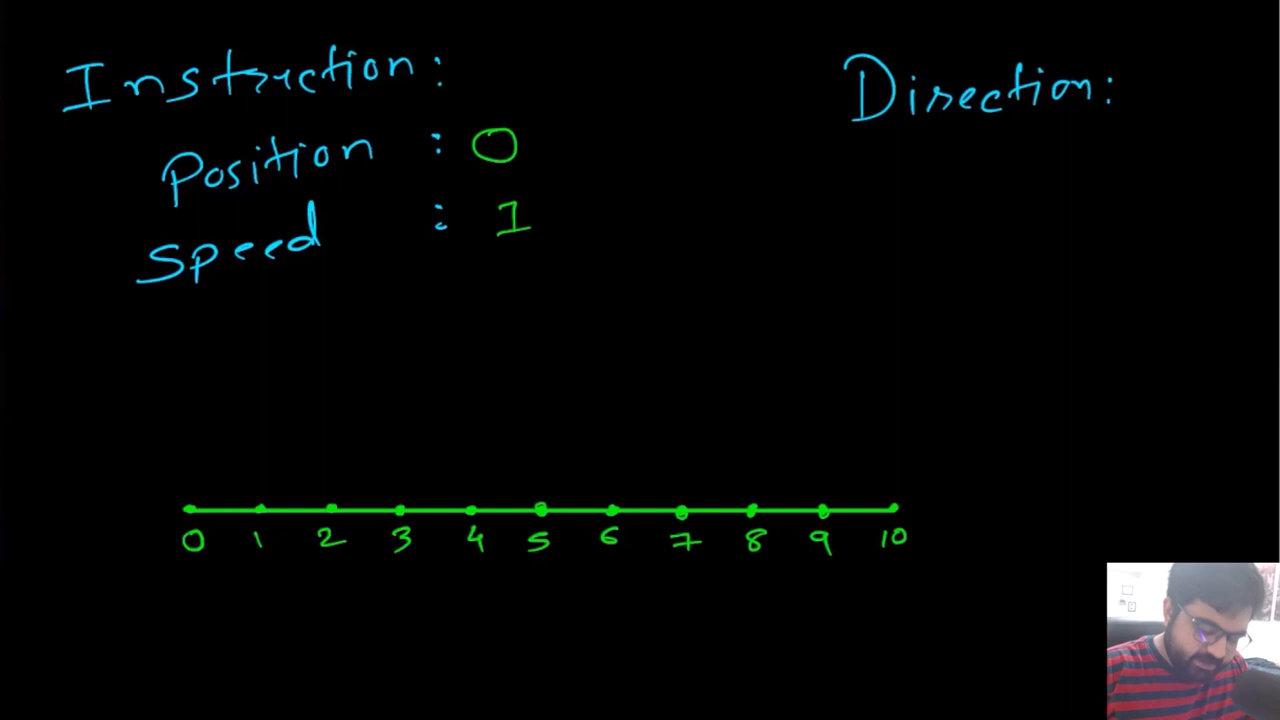 Instruction:
Direction:
Position : 0
Speed : 1
0 1 2 3 4 5 6 7 8 9 10